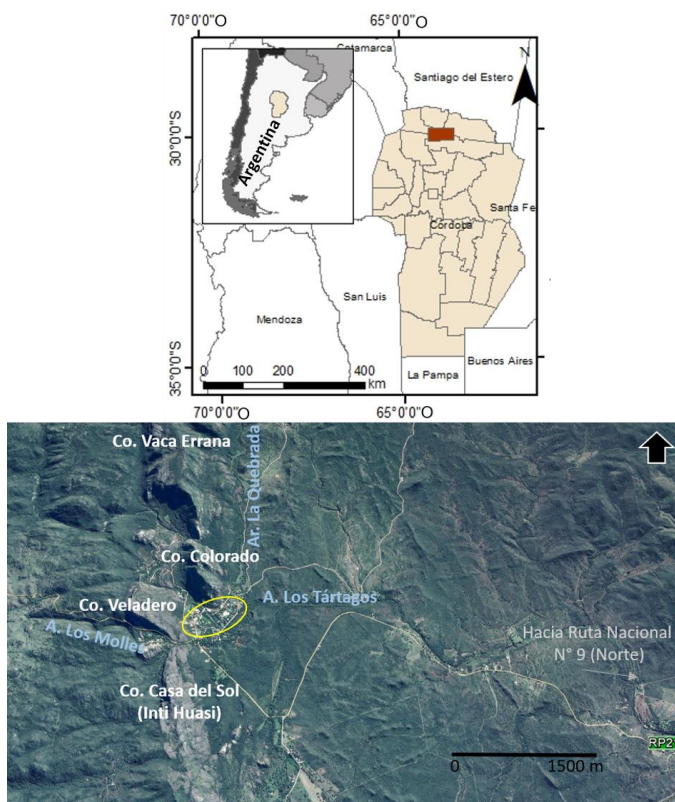 70°0'0"O
65°0'0"O
Catamarca
N
Santiago del Estero
30°0'0"S
Argentina
Santa Fe
Córdoba
San Luis
Mendoza
Buenos Aires
La Pampa
0 100 200 400
km
35°0'0"S
70°0'0"O
65°0'0"O
Co. Vaca Errana
Ar. La Quebrada
Co. Colorado
Co. Veladero
A. Los Tártagos
A. Los Molles
Hacia Ruta Nacional
N° 9 (Norte)
Co. Casa del Sol
(Inti Huasi)
RP21
0 1500 m